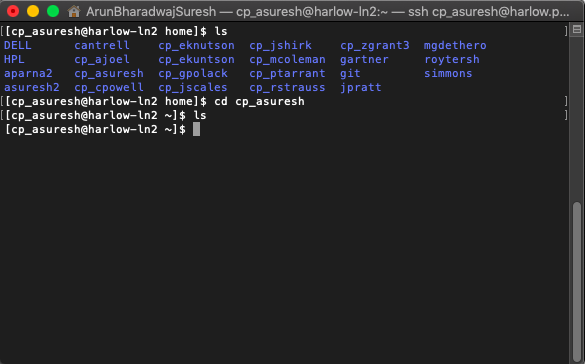 ArunBharadwajSuresh — cp_asuresh@harlow-ln2:~ — ssh cp_asuresh@harlow.p...
[[cp_asuresh@harlow-ln2 home]$ ls ]
DELL cantrell cp_eknutson cp_jshirk cp_zgrant3 mgdethero
HPL cp_ajoel cp_ekuntson cp_mcoleman gartner roytersh
aparna2 cp_asuresh cp_gpolack cp_ptarrant git simmons
asuresh2 cp_cpowell cp_jscales cp_rstrauss jpratt
[[cp_asuresh@harlow-ln2 home]$ cd cp_asuresh ]
[[cp_asuresh@harlow-ln2 ~]$ ls ]
[cp_asuresh@harlow-ln2 ~]$